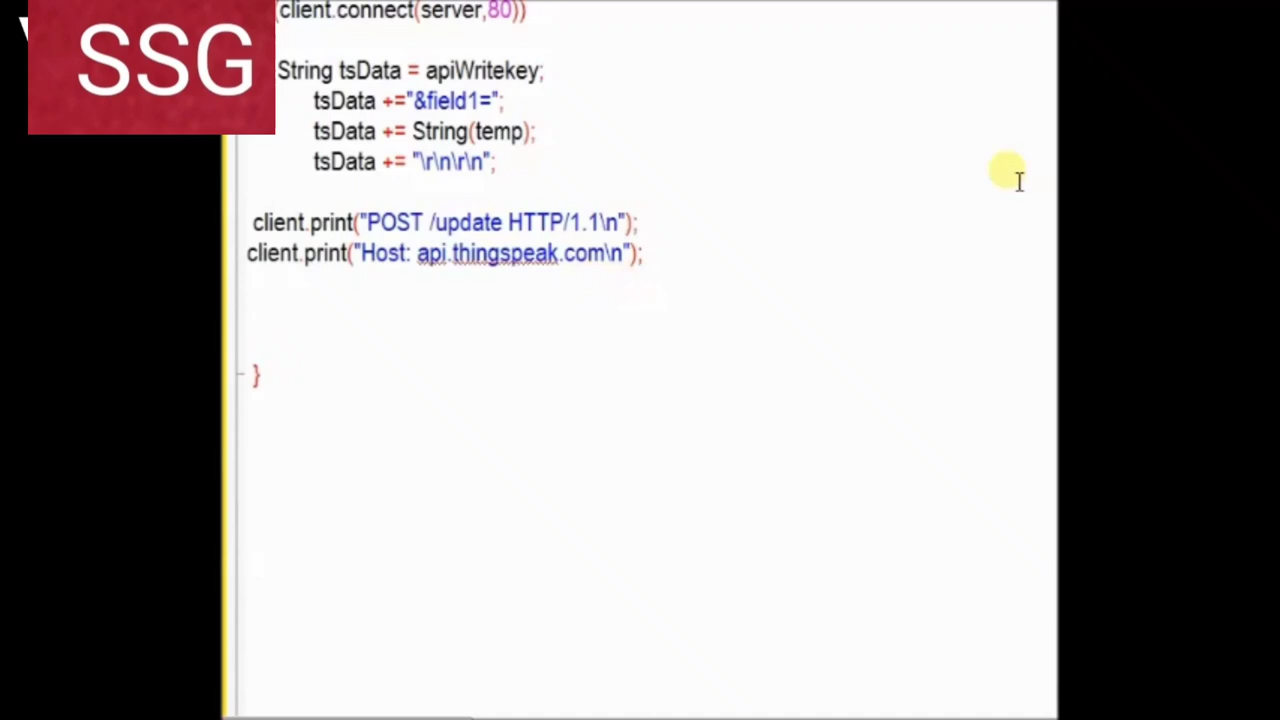 (client.connect(server,80))
SSG
String tsData = apiWritekey;
tsData +="&field1=";
tsData += String(temp);
tsData += "\r\n\r\n";
client.print("POST /update HTTP/1.1\n");
client.print("Host: api.thingspeak.com\n");
}